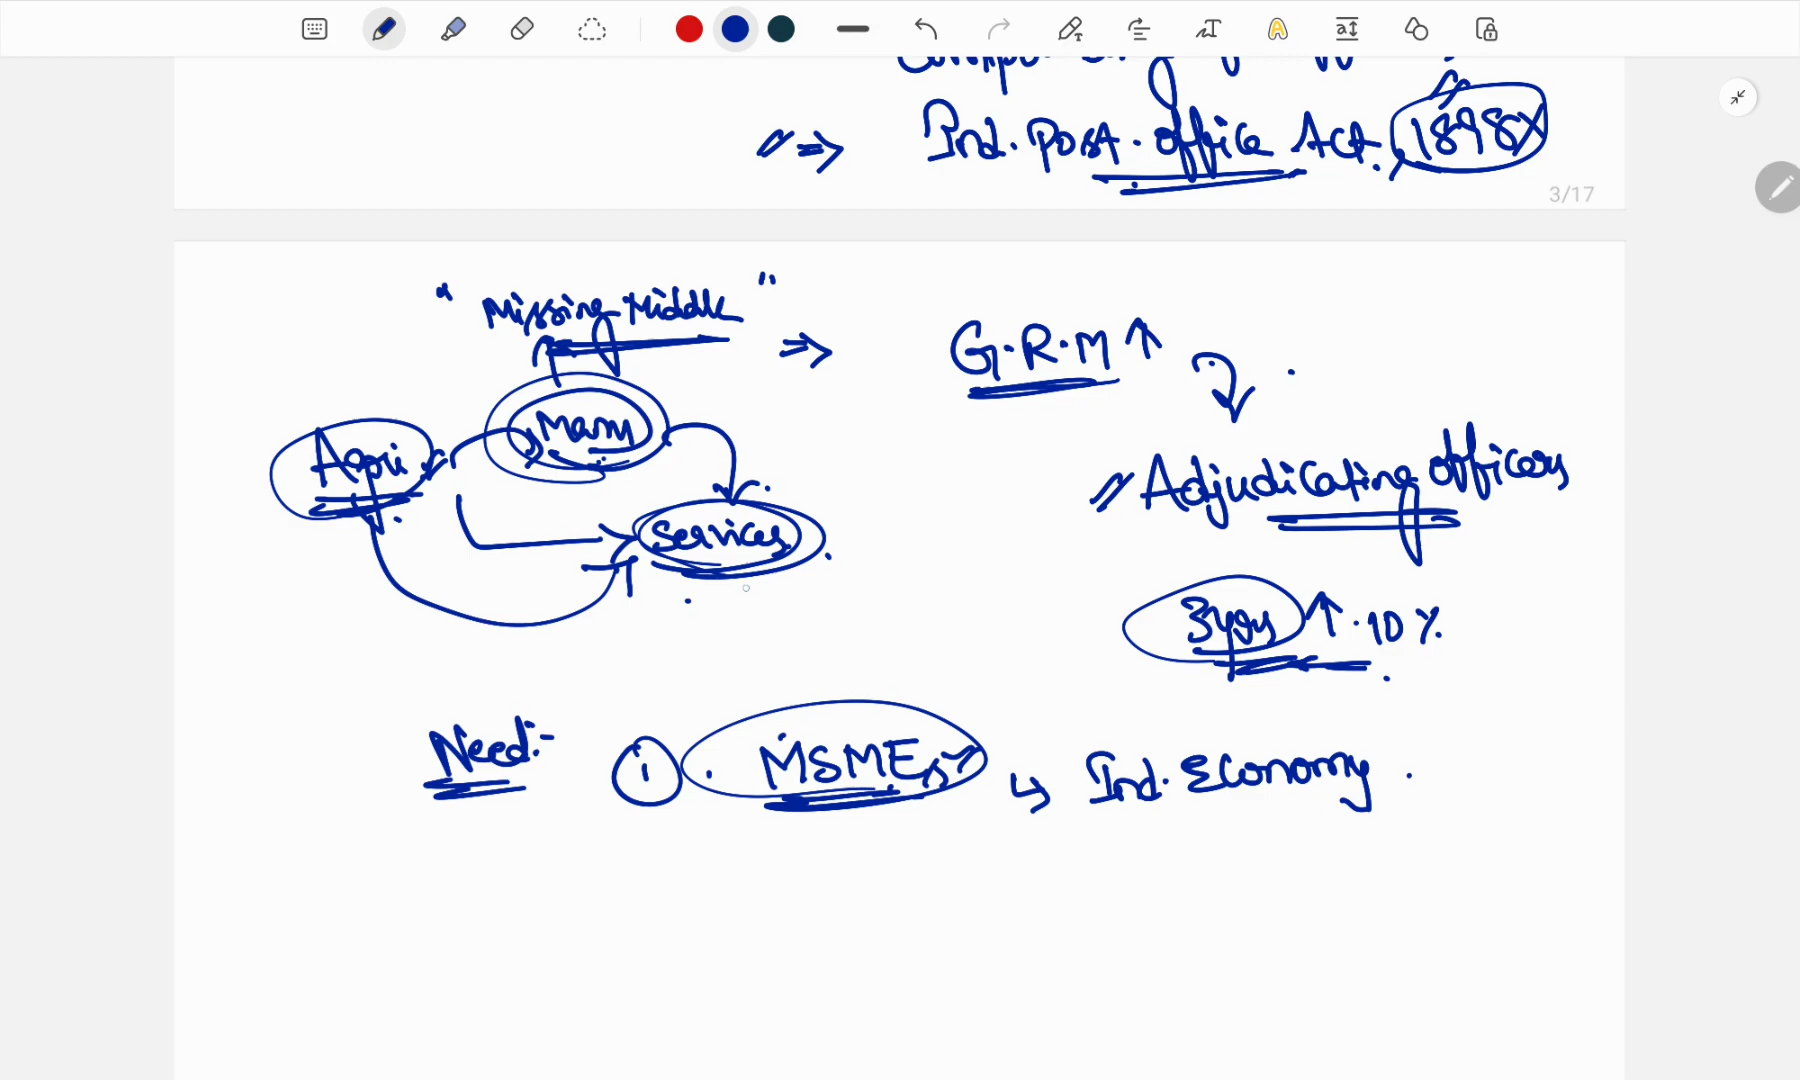 => Ind. Post. office Act, 1898 X
3/17
"Missing Middle" =>
G.R.M ↑
Manu
Agri
Adjudicating officers
Services
3yrs ↑ 10%
Need:- ① MSMEs ↳ Ind. Economy.